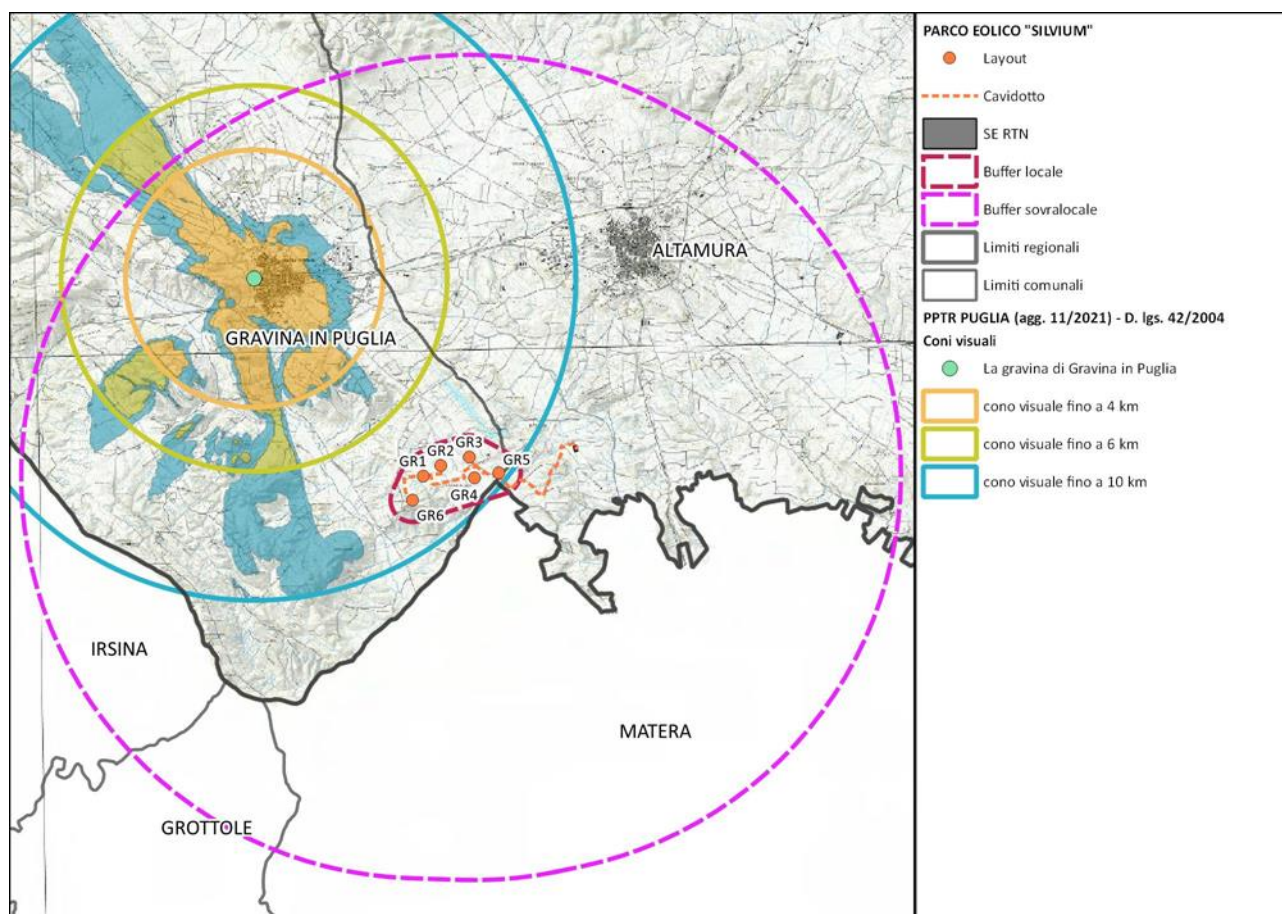 ALTAMURA
GRAVINA IN PUGLIA
GR3
GR2
GR1
GR5
GR4
GR6
IRSINA
MATERA
GROTTOLE
PARCO EOLICO "SILVIUM"
Layout
Cavidotto
SE RTN
Buffer locale
Buffer sovralocale
Limiti regionali
Limiti comunali
PPTR PUGLIA (agg. 11/2021) - D. lgs. 42/2004
Coni visuali
La gravina di Gravina in Puglia
cono visuale fino a 4 km
cono visuale fino a 6 km
cono visuale fino a 10 km